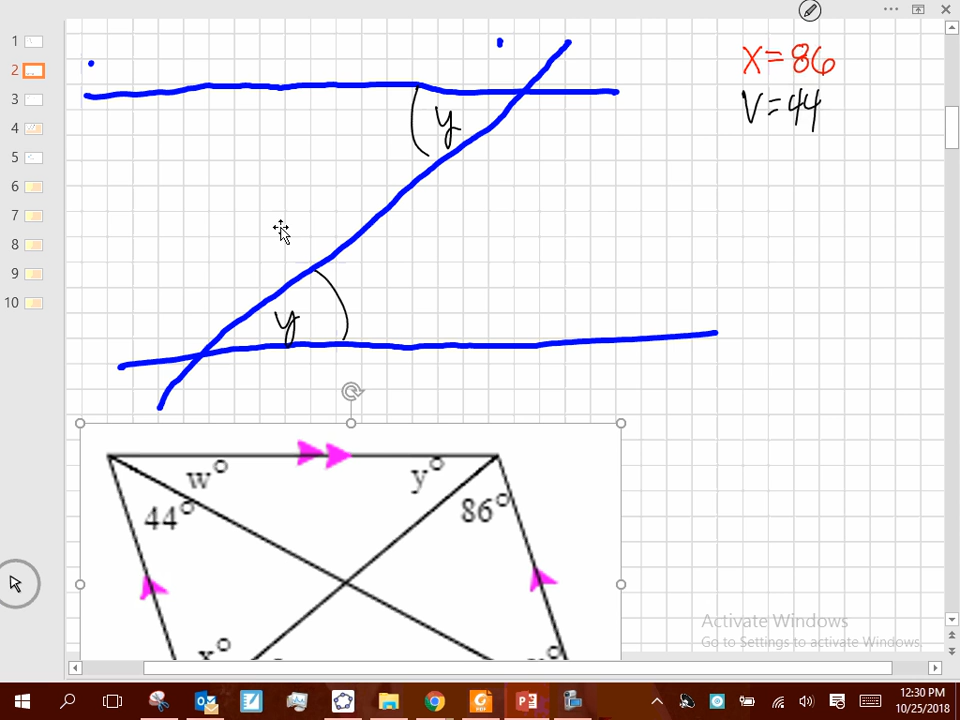 1
2
3
4
5
6
7
8
9
10
X=86
V=44
y
y
w°
y°
44°
86°
x°
Activate Windows
Go to Settings to activate Windows.
12:30 PM
10/25/2018